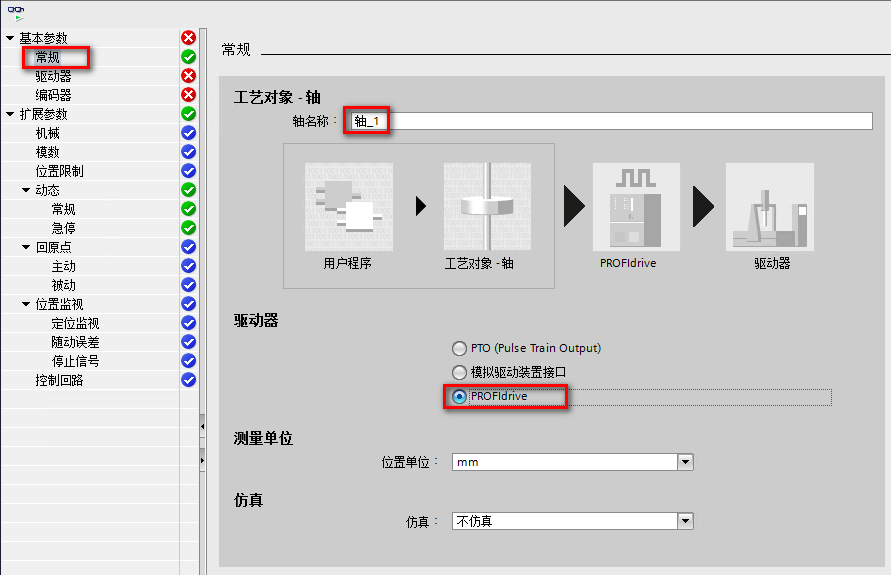 基本参数
常规
驱动器
编码器
扩展参数
机械
模数
位置限制
动态
常规
急停
回原点
主动
被动
位置监视
定位监视
随动误差
停止信号
控制回路
常规
工艺对象 - 轴
轴名称：
轴_1
用户程序
工艺对象 -轴
PROFIdrive
驱动器
驱动器
PTO (Pulse Train Output)
模拟驱动装置接口
PROFIdrive
测量单位
位置单位：
mm
仿真
仿真：
不仿真